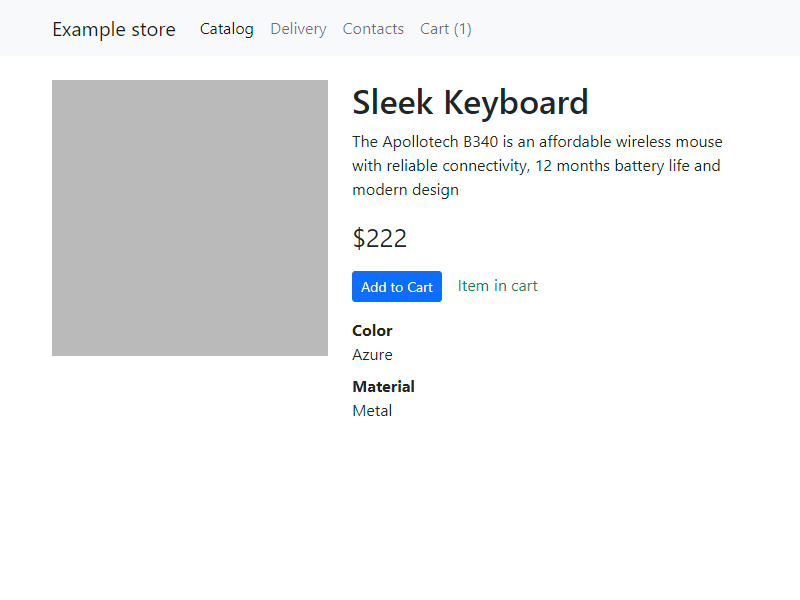 Example store Catalog Delivery Contacts Cart (1)
Sleek Keyboard
The Apollotech B340 is an affordable wireless mouse
with reliable connectivity, 12 months battery life and
modern design
$222
Add to Cart Item in cart
Color
Azure
Material
Metal